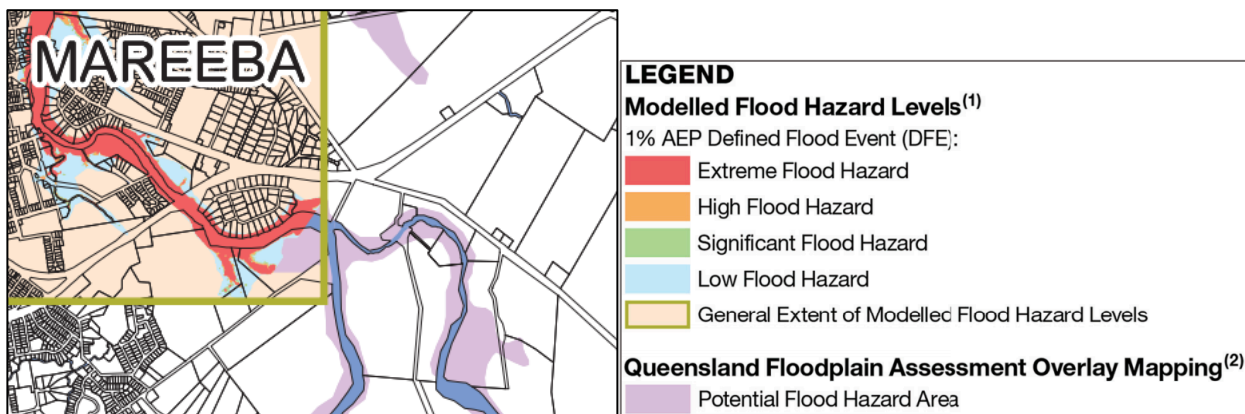 MAREEBA
LEGEND
Modelled Flood Hazard Levels(1)
1% AEP Defined Flood Event (DFE):
Extreme Flood Hazard
High Flood Hazard
Significant Flood Hazard
Low Flood Hazard
General Extent of Modelled Flood Hazard Levels
Queensland Floodplain Assessment Overlay Mapping(2)
Potential Flood Hazard Area